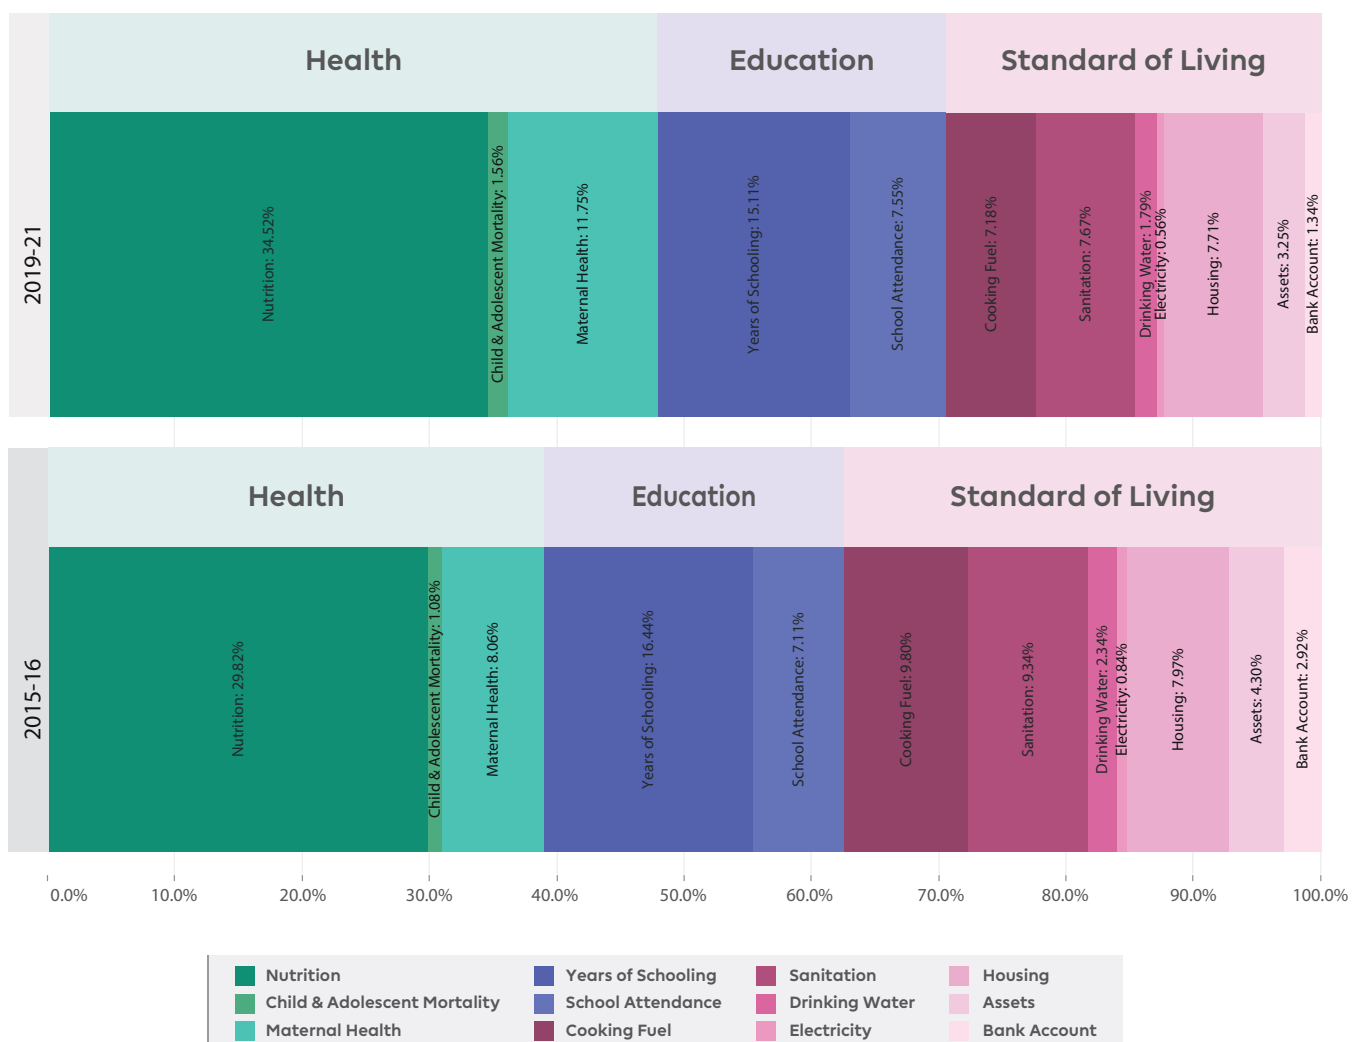 Health
Education
Standard of Living
2019-21
Nutrition: 34.52%
Child & Adolescent Mortality: 1.56%
Maternal Health: 11.75%
Years of Schooling: 15.11%
School Attendance: 7.55%
Cooking Fuel: 7.18%
Sanitation: 7.67%
Drinking Water: 1.79%
Electricity: 0.56%
Housing: 7.71%
Assets: 3.25%
Bank Account: 1.34%
Health
Education
Standard of Living
2015-16
Nutrition: 29.82%
Child & Adolescent Mortality: 1.08%
Maternal Health: 8.06%
Years of Schooling: 16.44%
School Attendance: 7.11%
Cooking Fuel: 9.80%
Sanitation: 9.34%
Drinking Water: 2.34%
Electricity: 0.84%
Housing: 7.97%
Assets: 4.30%
Bank Account: 2.92%
0.0%
10.0%
20.0%
30.0%
40.0%
50.0%
60.0%
70.0%
80.0%
90.0%
100.0%
Nutrition
Child & Adolescent Mortality
Maternal Health
Years of Schooling
School Attendance
Cooking Fuel
Sanitation
Drinking Water
Electricity
Housing
Assets
Bank Account